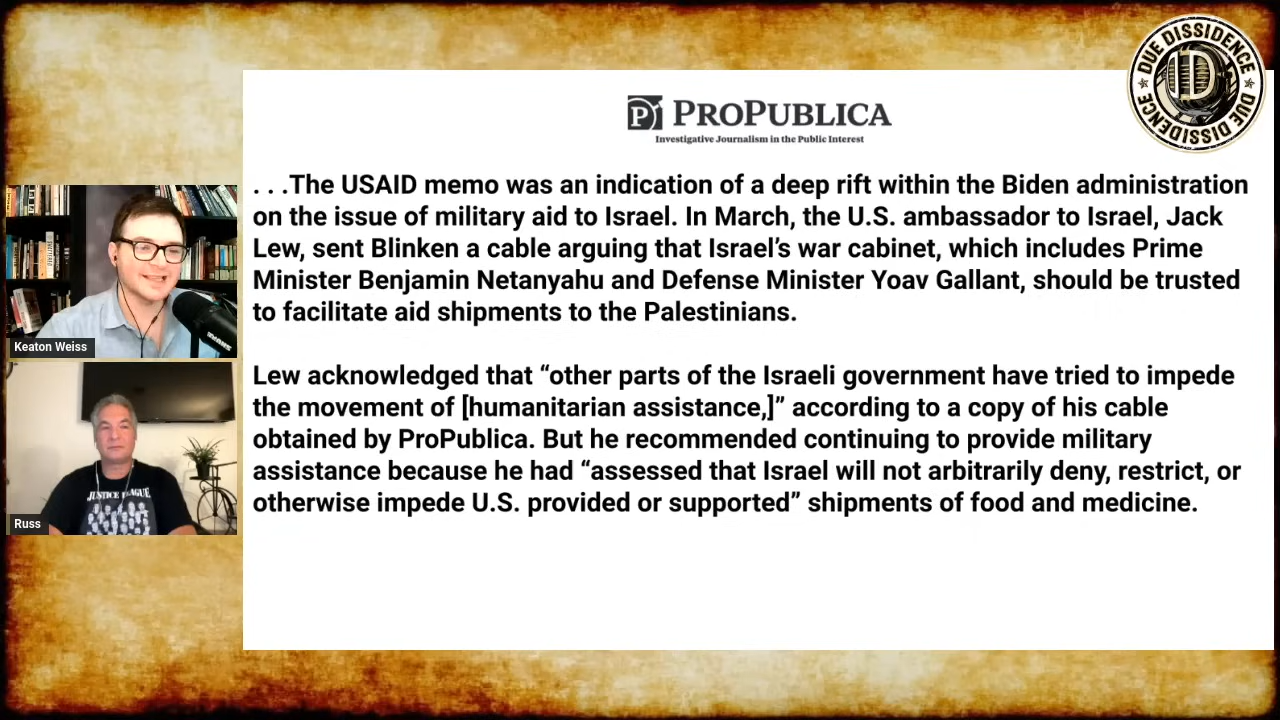 DUE DISSIDENCE
DUE DISSIDENCE
D
P
PROPUBLICA
Investigative Journalism in the Public Interest
. . .The USAID memo was an indication of a deep rift within the Biden administration
on the issue of military aid to Israel. In March, the U.S. ambassador to Israel, Jack
Lew, sent Blinken a cable arguing that Israel’s war cabinet, which includes Prime
Minister Benjamin Netanyahu and Defense Minister Yoav Gallant, should be trusted
to facilitate aid shipments to the Palestinians.
Lew acknowledged that “other parts of the Israeli government have tried to impede
the movement of [humanitarian assistance,]” according to a copy of his cable
obtained by ProPublica. But he recommended continuing to provide military
assistance because he had “assessed that Israel will not arbitrarily deny, restrict, or
otherwise impede U.S. provided or supported” shipments of food and medicine.
Keaton Weiss
JUSTICE LEAGUE
Russ